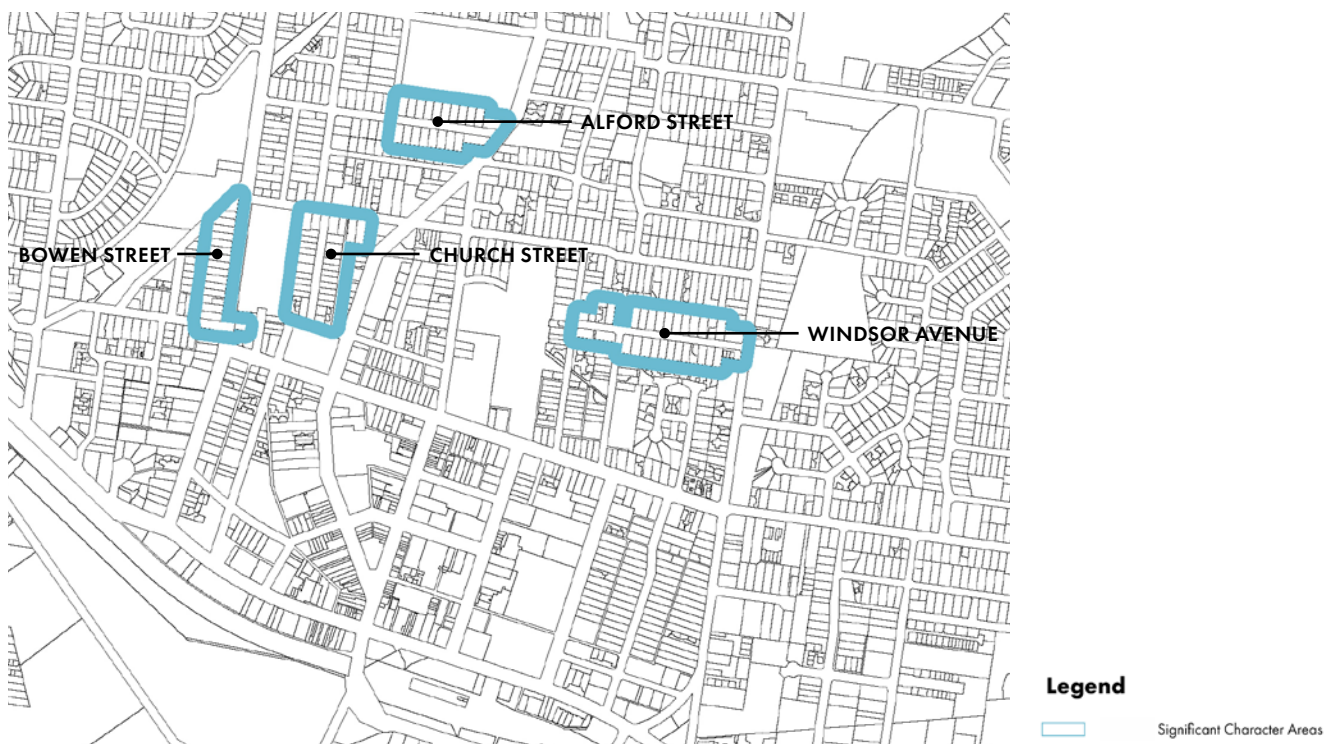 ALFORD STREET
BOWEN STREET
CHURCH STREET
WINDSOR AVENUE
Legend
Significant Character Areas